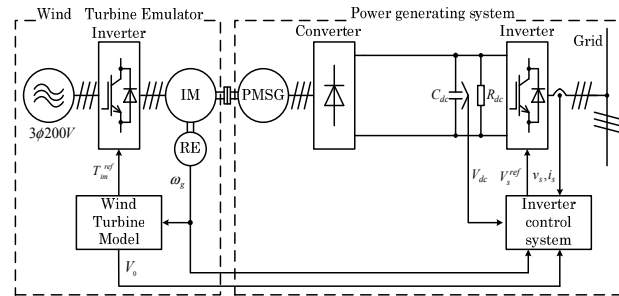 Wind Turbine Emulator
Power generating system
Inverter
Converter
Inverter
Grid
IM
PMSG
C_dc
R_dc
3ϕ200V
RE
T_im^ref
ω_g
V_dc
V_s^ref
v_s,i_s
Wind
Turbine
Model
Inverter
control
system
V_0